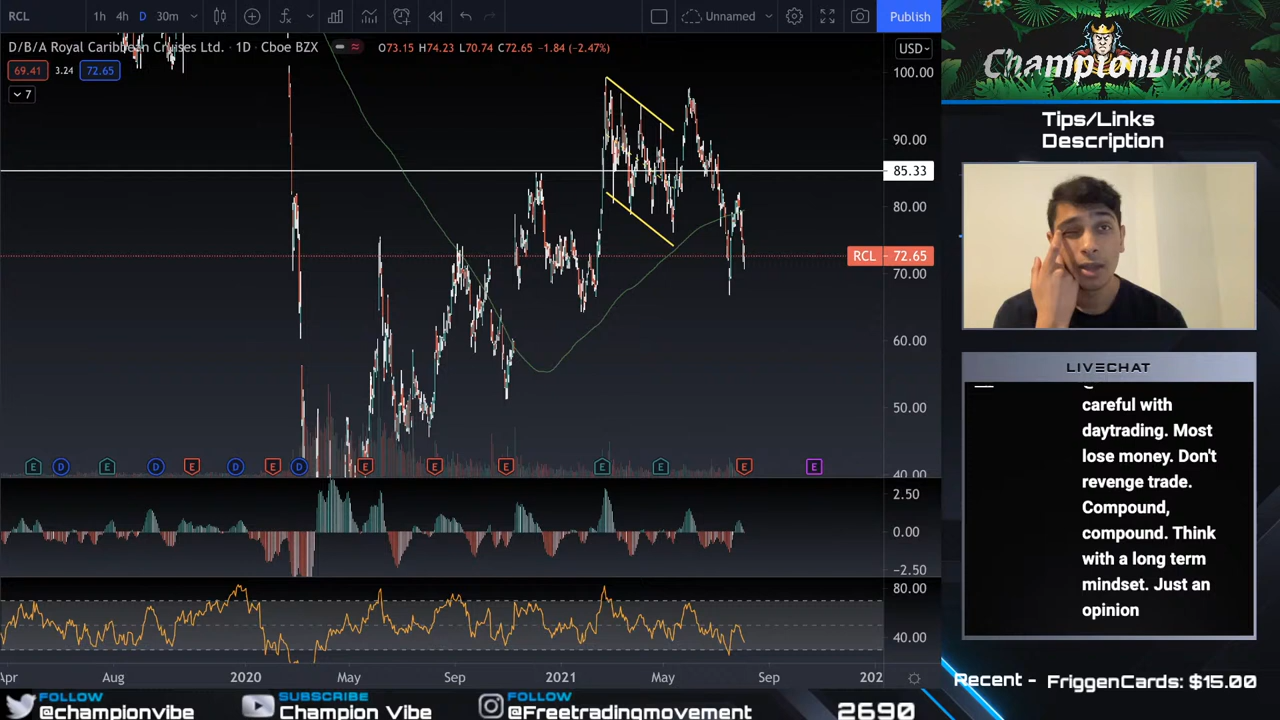 RCL
1h 4h D 30m
Unnamed
Publish
D/B/A Royal Caribbean Cruises Ltd. · 1D · Cboe BZX
O73.15 H74.23 L70.74 C72.65 −1.84 (−2.47%)
USD
69.41 3.24 72.65
7
100.00
90.00
85.33
80.00
RCL 72.65
70.00
60.00
50.00
40.00
E D E D E D E D E E E E E E E
2.50
0.00
−2.50
80.00
40.00
Apr Aug 2020 May Sep 2021 May Sep 202
ChampionVibe
Tips/Links
Description
LIVECHAT
careful with
daytrading. Most
lose money. Don't
revenge trade.
Compound,
compound. Think
with a long term
mindset. Just an
opinion
Recent - FriggenCards: $15.00
FOLLOW
@championvibe
SUBSCRIBE
Champion Vibe
FOLLOW
@Freetradingmovement
2690